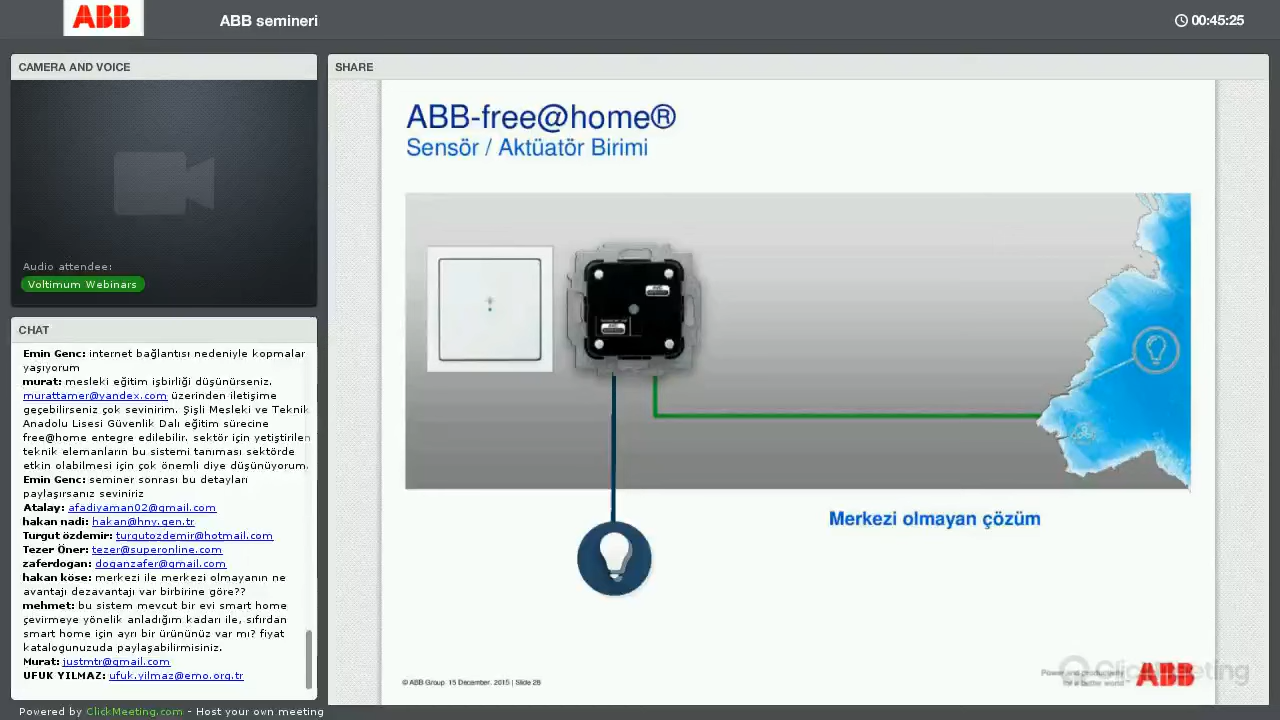 ABB
ABB semineri
00:45:25
CAMERA AND VOICE
Audio attendee:
Voltimum Webinars
CHAT
Emin Genc: internet bağlantısı nedeniyle kopmalar
yaşıyorum
murat: mesleki eğitim işbirliği düşünürseniz.
murattamer@yandex.com üzerinden iletişime
geçebilirseniz çok sevinirim. Şişli Mesleki ve Teknik
Anadolu Lisesi Güvenlik Dalı eğitim sürecine
free@home entegre edilebilir. sektör için yetiştirilen
teknik elemanların bu sistemi tanıması sektörde
etkin olabilmesi için çok önemli diye düşünüyorum.
Emin Genc: seminer sonrası bu detayları
paylaşırsanız seviniriz
Atalay: afadiyaman02@gmail.com
hakan nadi: hakan@hny.gen.tr
Turgut özdemir: turgutozdemir@hotmail.com
Tezer Öner: tezer@superonline.com
zaferdogan: doganzafer@gmail.com
hakan köse: merkezi ile merkezi olmayanın ne
avantajı dezavantajı var birbirine göre??
mehmet: bu sistem mevcut bir evi smart home
çevirmeye yönelik anladığım kadarı ile, sıfırdan
smart home için ayrı bir ürününüz var mı? fiyat
katalogunuzuda paylaşabilirmisiniz.
Murat: justmtr@gmail.com
UFUK YILMAZ: ufuk.yilmaz@emo.org.tr
Powered by ClickMeeting.com - Host your own meeting
SHARE
ABB-free@home®
Sensör / Aktüatör Birimi
Merkezi olmayan çözüm
© ABB Group 15 December, 2015 | Slide 28
Power and productivity
for a better world
ClickMeeting
ABB